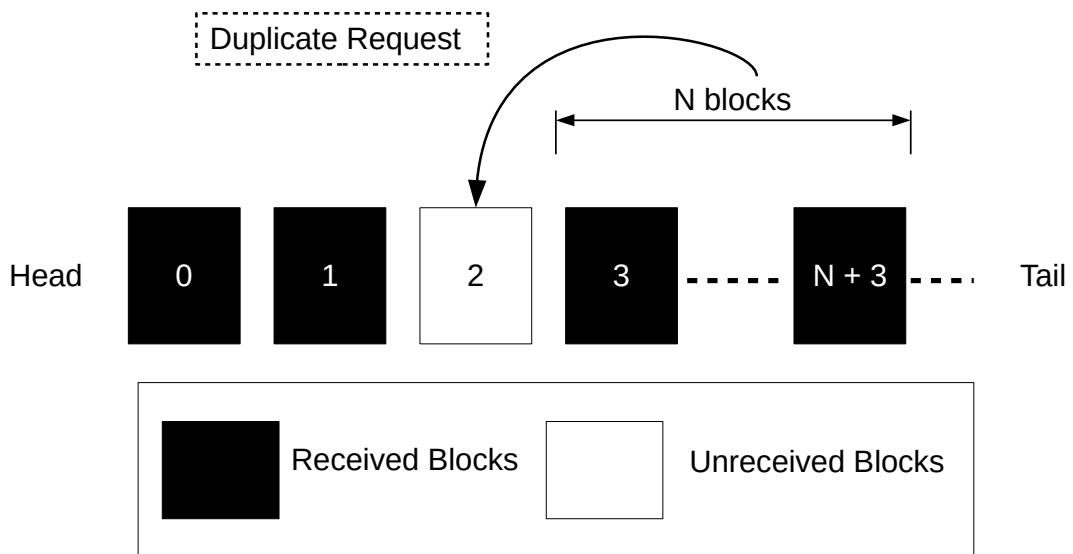 Duplicate Request
N blocks
Head
0
1
2
3
N + 3
Tail
Received Blocks
Unreceived Blocks